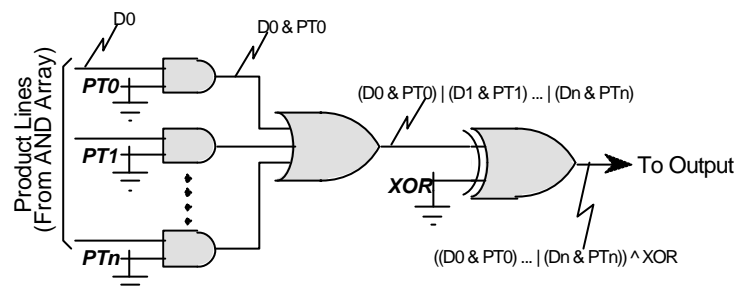 D0
D0 & PT0
Product Lines
(From AND Array)
PT0
(D0 & PT0) | (D1 & PT1) ... | (Dn & PTn)
PT1
To Output
XOR
PTn
((D0 & PT0) ... | (Dn & PTn)) ^ XOR